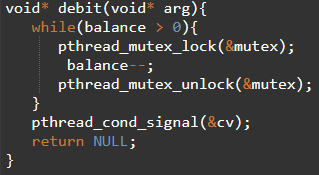 void* debit(void* arg){
    while(balance > 0){
        pthread_mutex_lock(&mutex);
         balance--;
        pthread_mutex_unlock(&mutex);
    }
    pthread_cond_signal(&cv);
    return NULL;
}